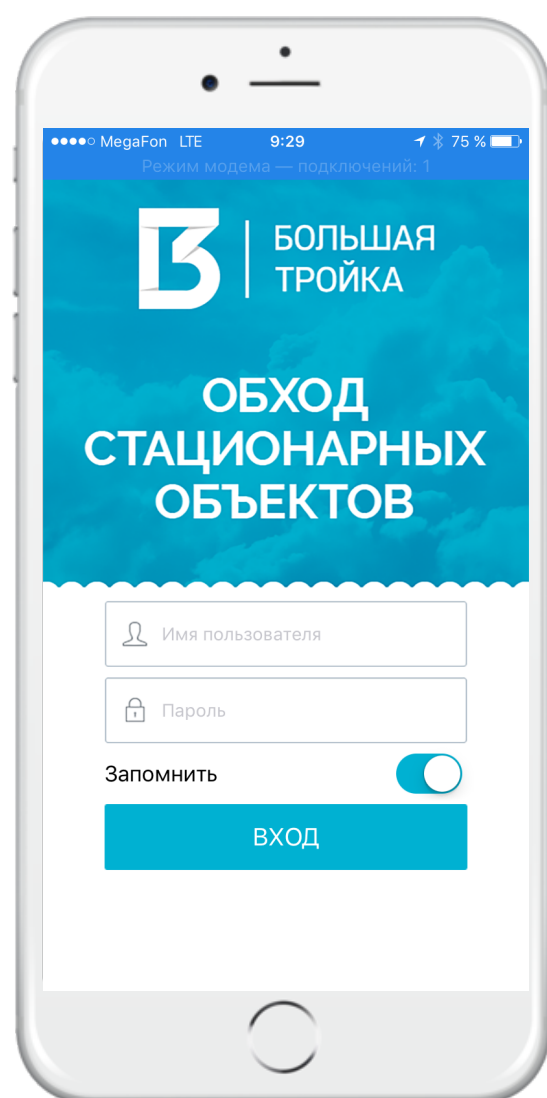 MegaFon LTE 9:29 75 %
Режим модема — подключений: 1
БОЛЬШАЯ
ТРОЙКА
ОБХОД
СТАЦИОНАРНЫХ
ОБЪЕКТОВ
Имя пользователя
Пароль
Запомнить
ВХОД